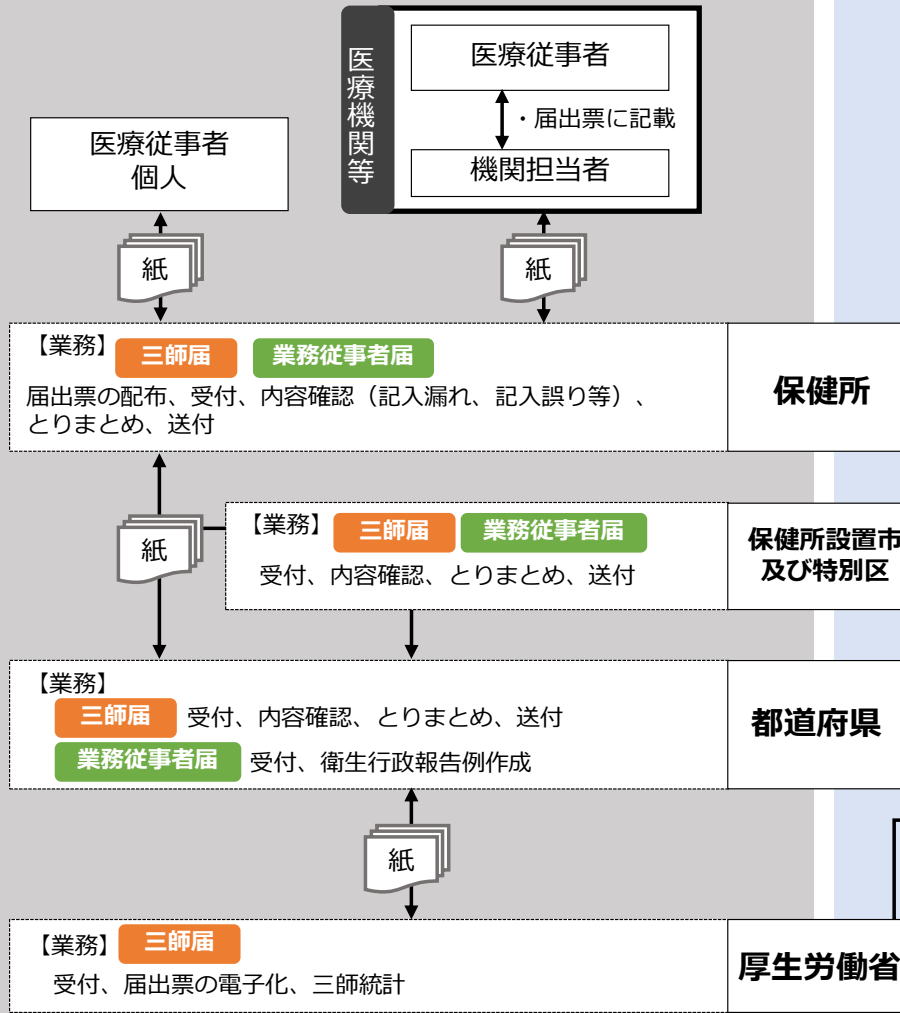 医療機関等
医療従事者
・届出票に記載
機関担当者
医療従事者
個人
紙
紙
【業務】 三師届 業務従事者届
届出票の配布、受付、内容確認（記入漏れ、記入誤り等）、
とりまとめ、送付
保健所
紙
【業務】 三師届 業務従事者届
受付、内容確認、とりまとめ、送付
保健所設置市
及び特別区
【業務】
三師届 受付、内容確認、とりまとめ、送付
業務従事者届 受付、衛生行政報告例作成
都道府県
紙
【業務】 三師届
受付、届出票の電子化、三師統計
厚生労働省